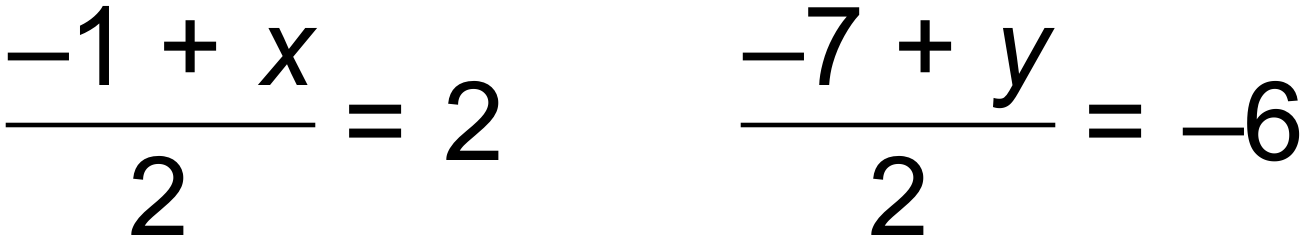 (–1 + x)/2 = 2
(–7 + y)/2 = –6